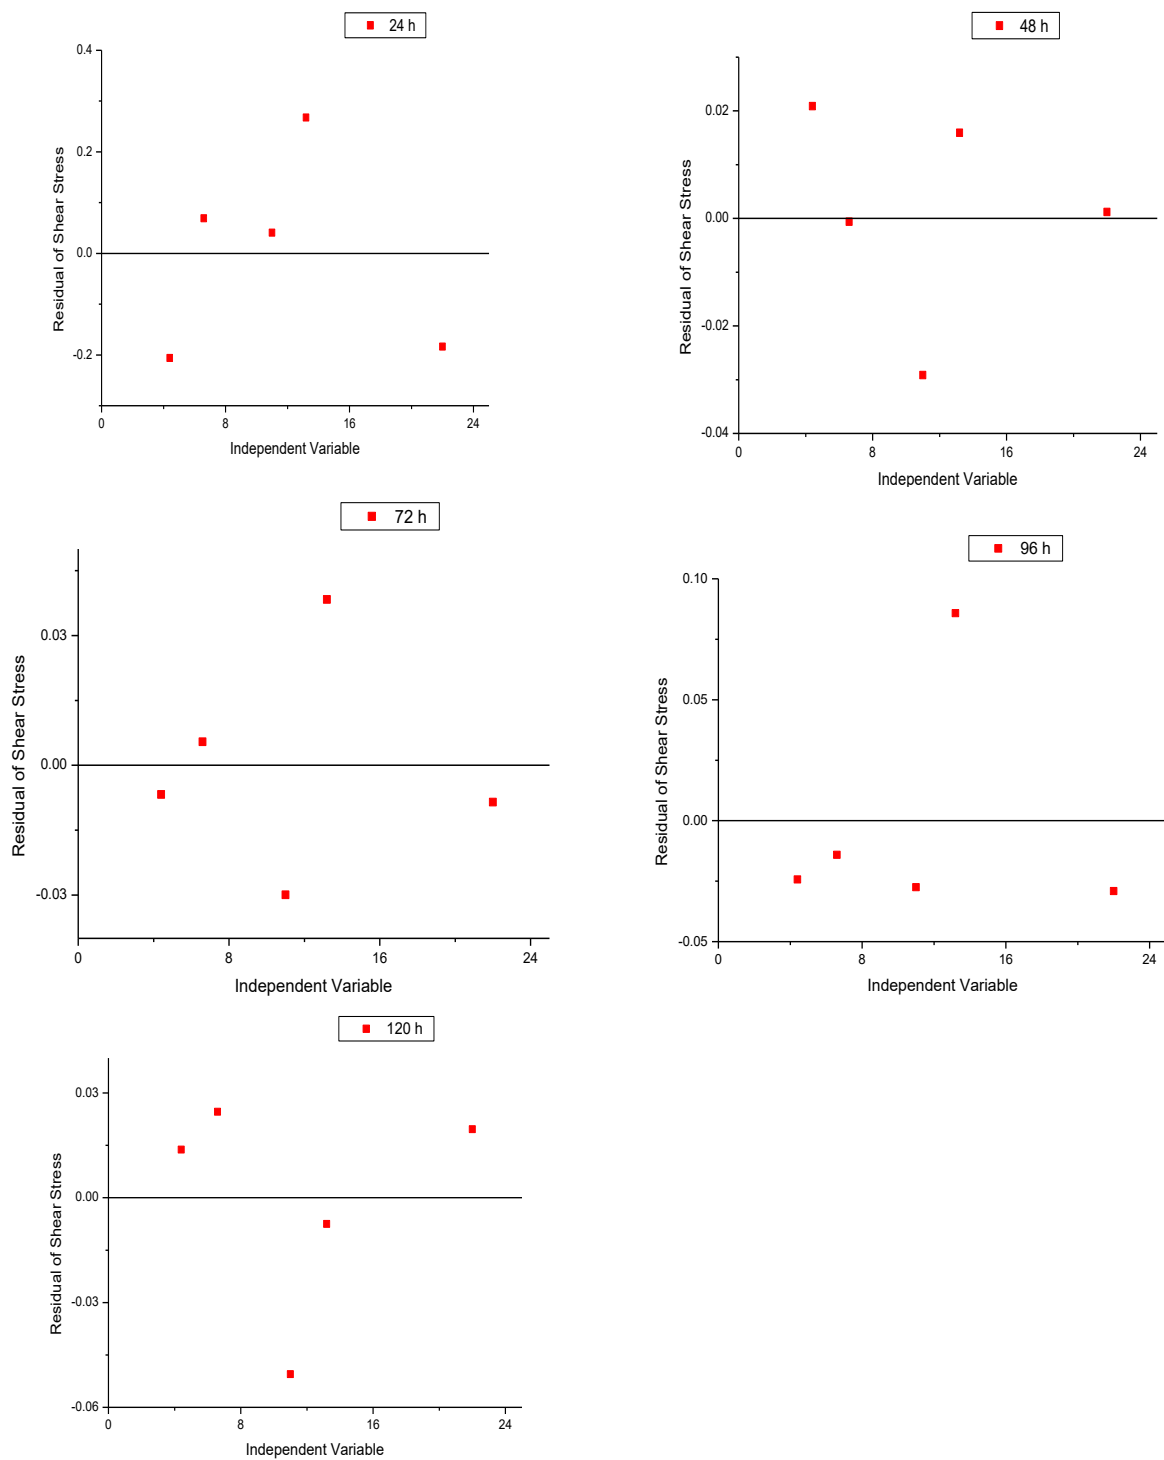 24 h
0.4
0.2
0.0
-0.2
0
8
16
24
Residual of Shear Stress
Independent Variable
48 h
0.02
0.00
-0.02
-0.04
0
8
16
24
Residual of Shear Stress
Independent Variable
72 h
0.03
0.00
-0.03
0
8
16
24
Residual of Shear Stress
Independent Variable
96 h
0.10
0.05
0.00
-0.05
0
8
16
24
Residual of Shear Stress
Independent Variable
120 h
0.03
0.00
-0.03
-0.06
0
8
16
24
Residual of Shear Stress
Independent Variable